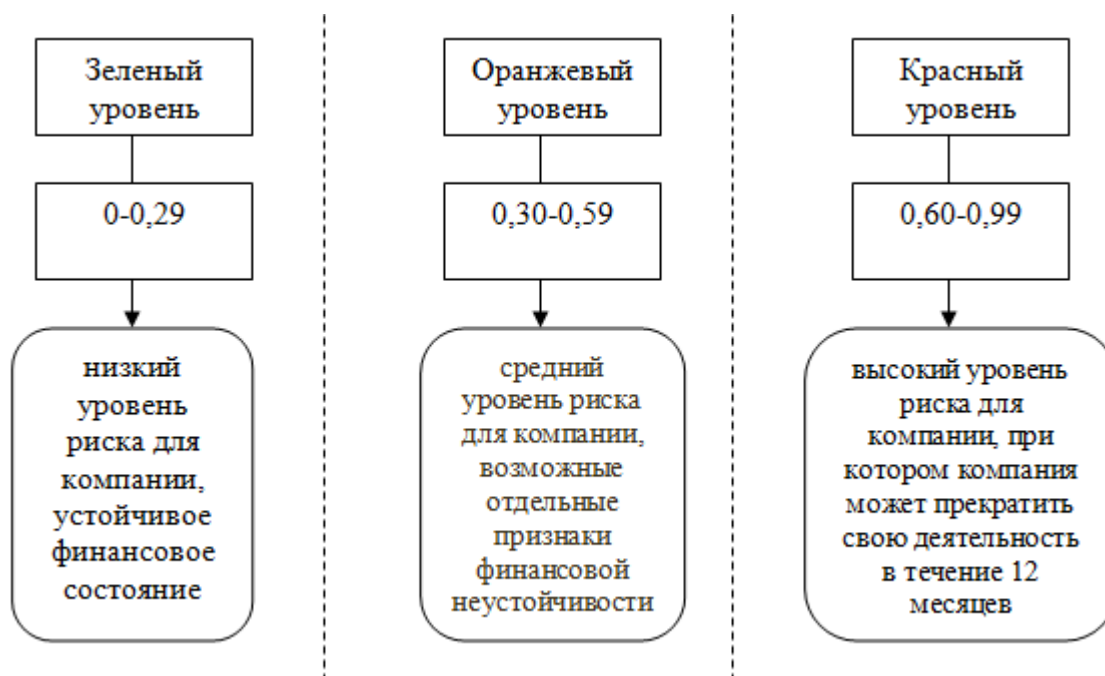 Зеленый
уровень
0-0,29
низкий
уровень
риска для
компании,
устойчивое
финансовое
состояние
Оранжевый
уровень
0,30-0,59
средний
уровень риска
для компании,
возможные
отдельные
признаки
финансовой
неустойчивости
Красный
уровень
0,60-0,99
высокий уровень
риска для
компании, при
котором компания
может прекратить
свою деятельность
в течение 12
месяцев